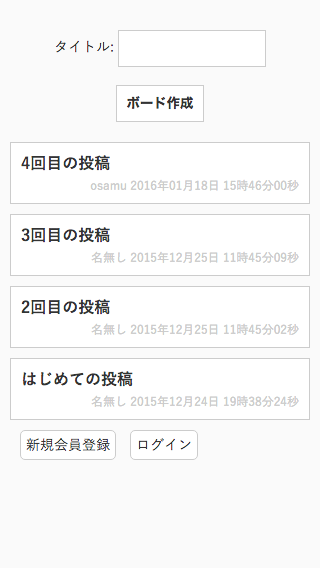 タイトル:
ボード作成
4回目の投稿
osamu 2016年01月18日 15時46分00秒
3回目の投稿
名無し 2015年12月25日 11時45分09秒
2回目の投稿
名無し 2015年12月25日 11時45分02秒
はじめての投稿
名無し 2015年12月24日 19時38分24秒
新規会員登録 ログイン